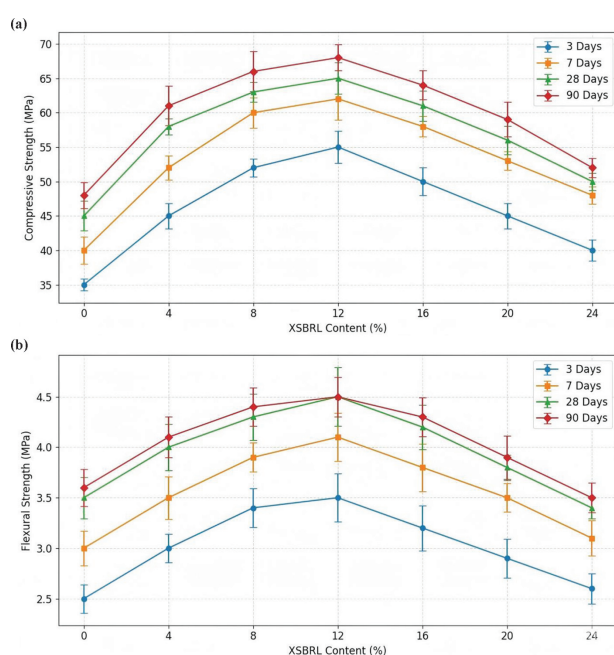 (a)
70
65
60
55
50
45
40
35
Compressive Strength (MPa)
3 Days
7 Days
28 Days
90 Days
0 4 8 12 16 20 24
XSBRL Content (%)
(b)
4.5
4.0
3.5
3.0
2.5
Flexural Strength (MPa)
3 Days
7 Days
28 Days
90 Days
0 4 8 12 16 20 24
XSBRL Content (%)